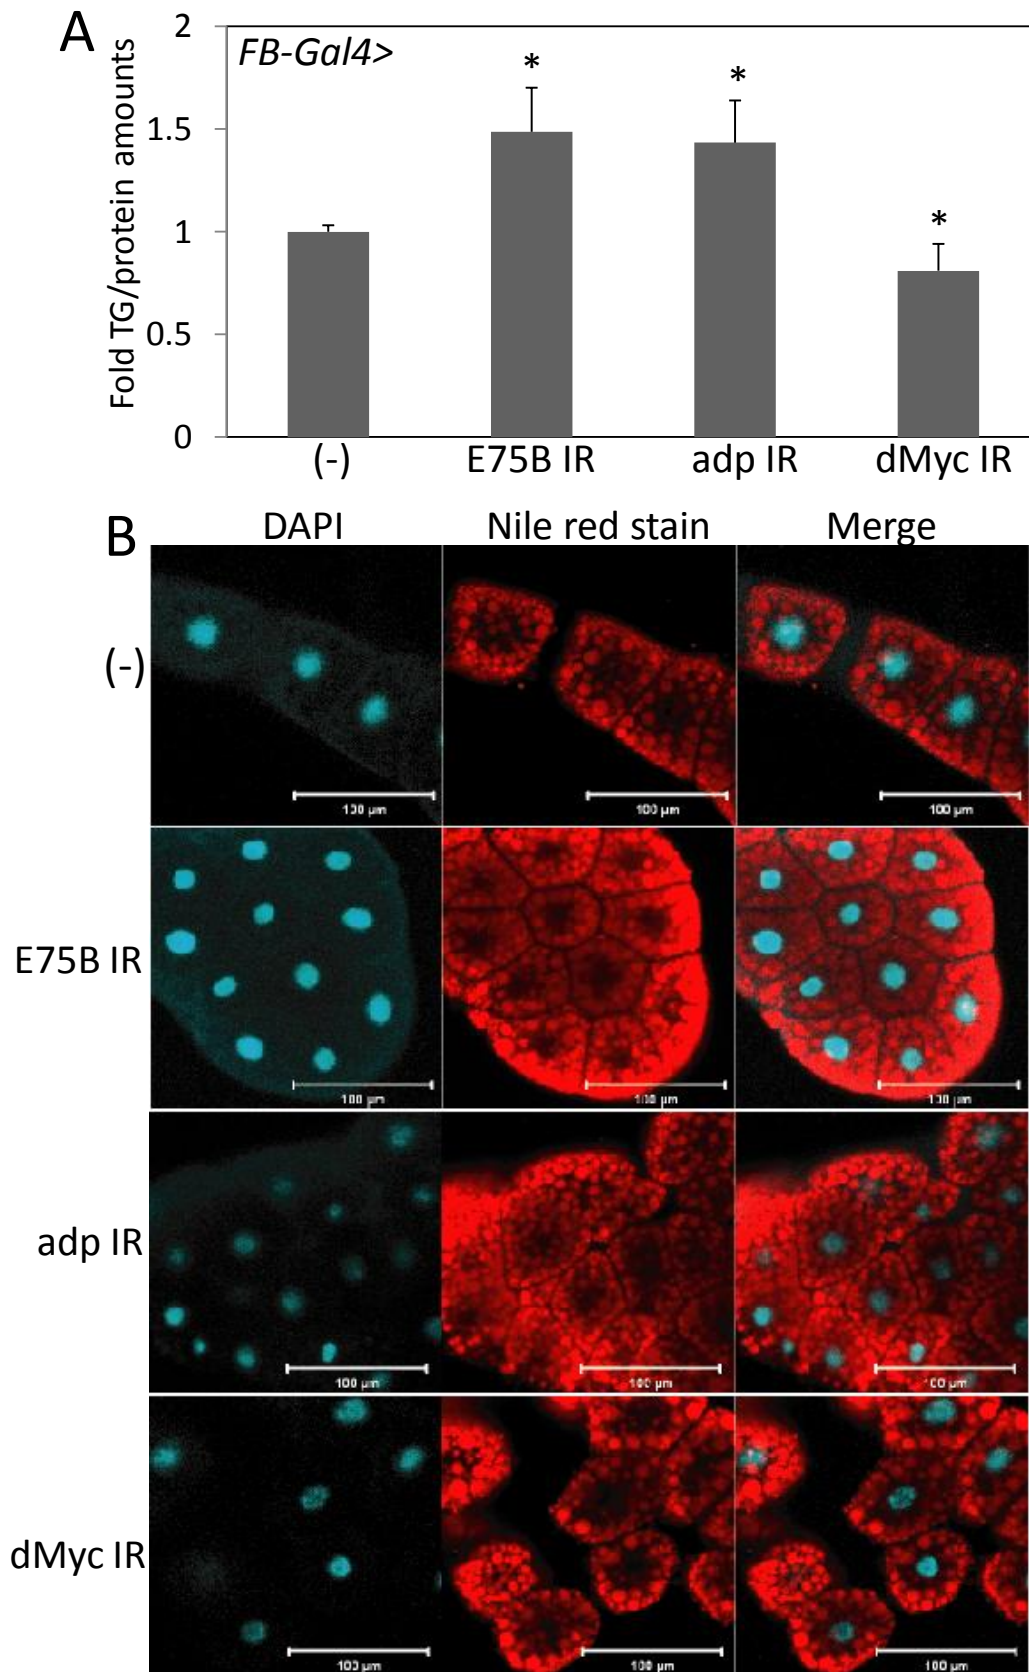 A
FB-Gal4>
Fold TG/protein amounts
2
1.5
1
0.5
0
*
*
*
(-)
E75B IR
adp IR
dMyc IR
B
DAPI
Nile red stain
Merge
(-)
100 µm
100 µm
100 µm
E75B IR
100 µm
100 µm
100 µm
adp IR
100 µm
100 µm
100 µm
dMyc IR
100 µm
100 µm
100 µm